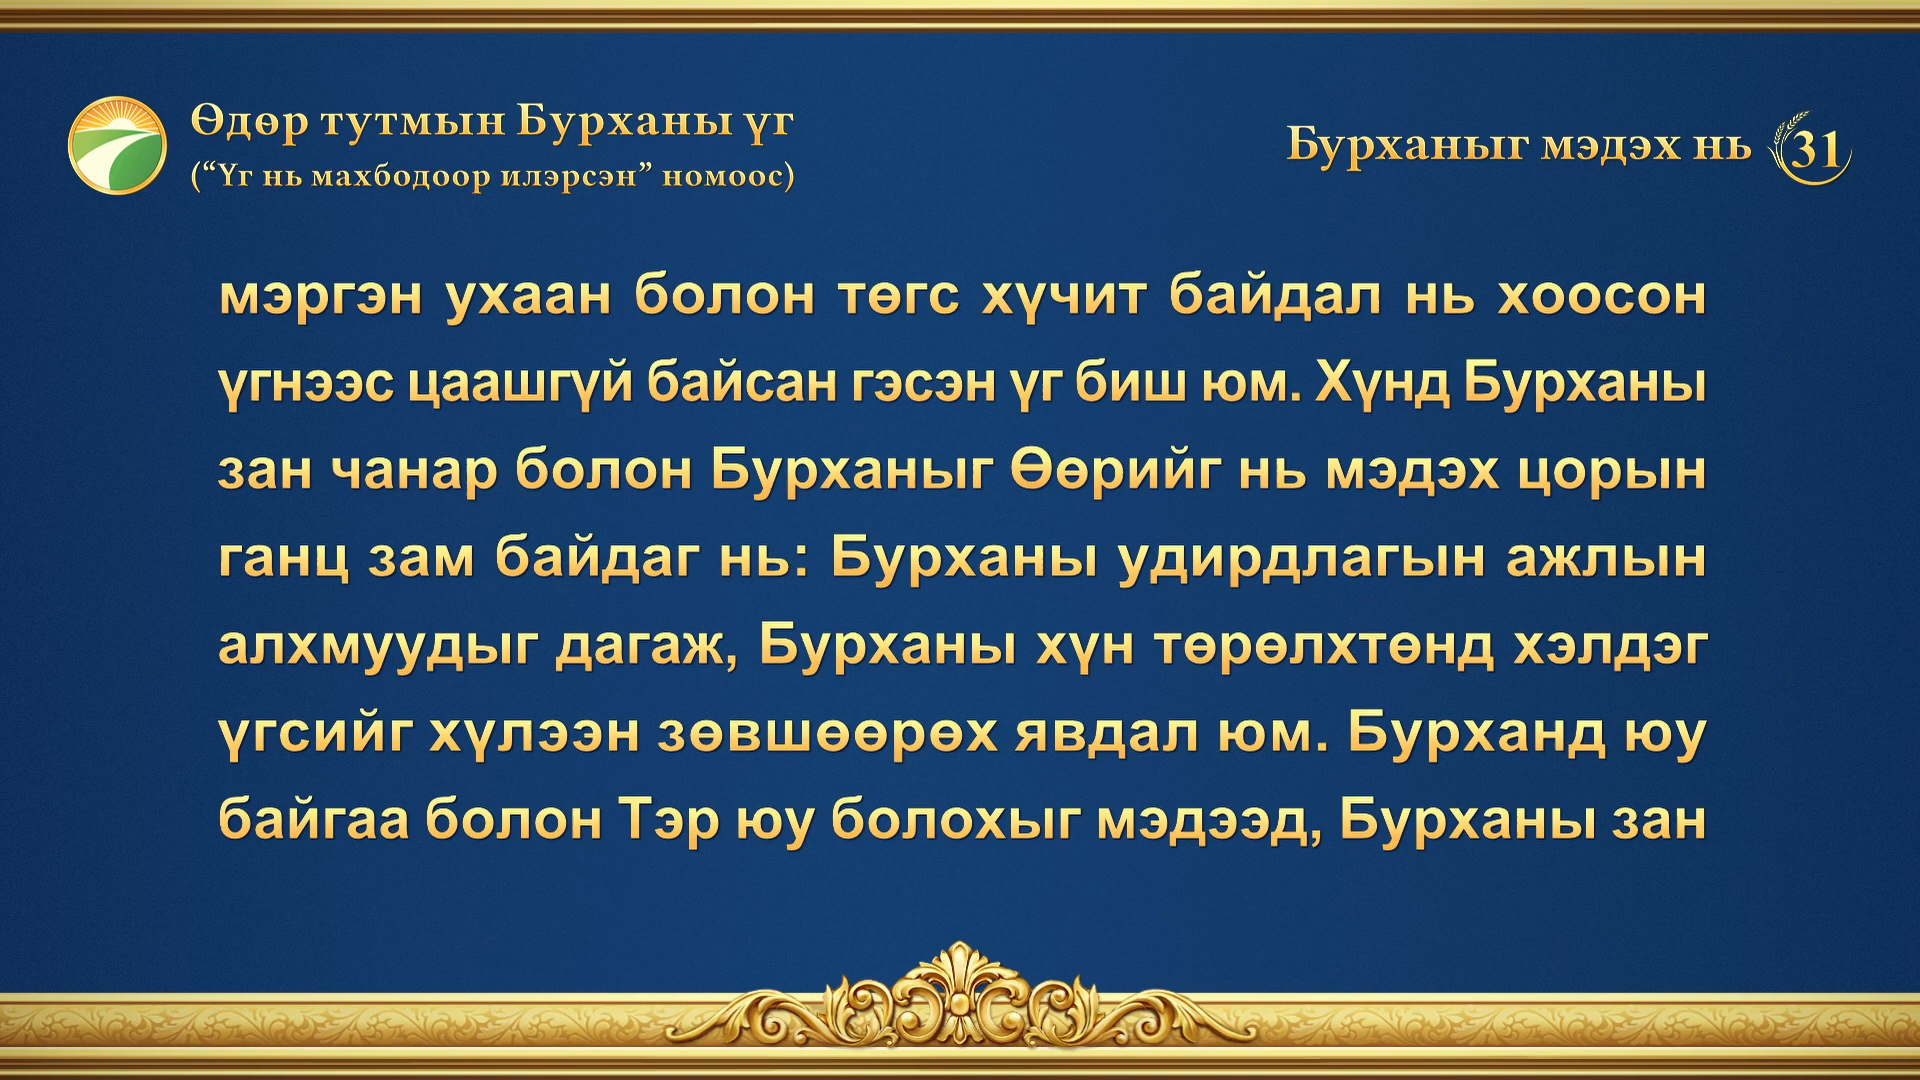 Өдөр тутмын Бурханы үг
(“Үг нь махбодоор илэрсэн” номоос)
Бурханыг мэдэх нь 31
мэргэн ухаан болон төгс хүчит байдал нь хоосон
үгнээс цаашгүй байсан гэсэн үг биш юм. Хүнд Бурханы
зан чанар болон Бурханыг Өөрийг нь мэдэх цорын
ганц зам байдаг нь: Бурханы удирдлагын ажлын
алхмуудыг дагаж, Бурханы хүн төрөлхтөнд хэлдэг
үгсийг хүлээн зөвшөөрөх явдал юм. Бурханд юу
байгаа болон Тэр юу болохыг мэдээд, Бурханы зан